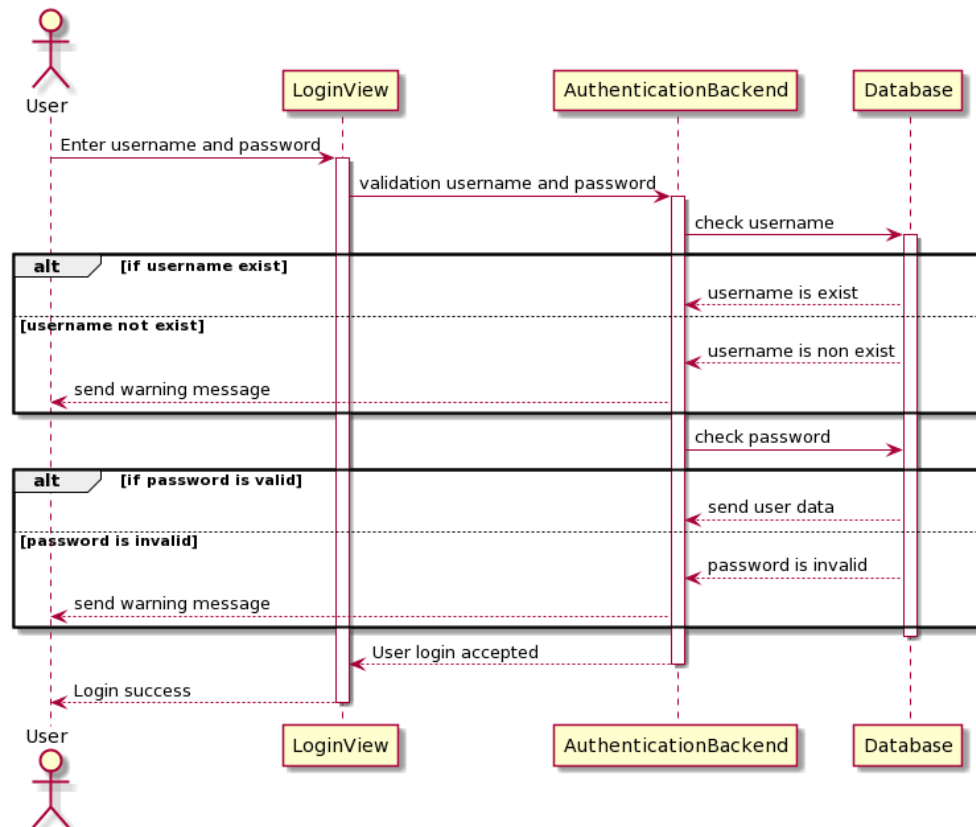 User
LoginView
AuthenticationBackend
Database
Enter username and password
validation username and password
check username
alt
[if username exist]
username is exist
[username not exist]
username is non exist
send warning message
check password
alt
[if password is valid]
send user data
[password is invalid]
password is invalid
send warning message
User login accepted
Login success
User
LoginView
AuthenticationBackend
Database